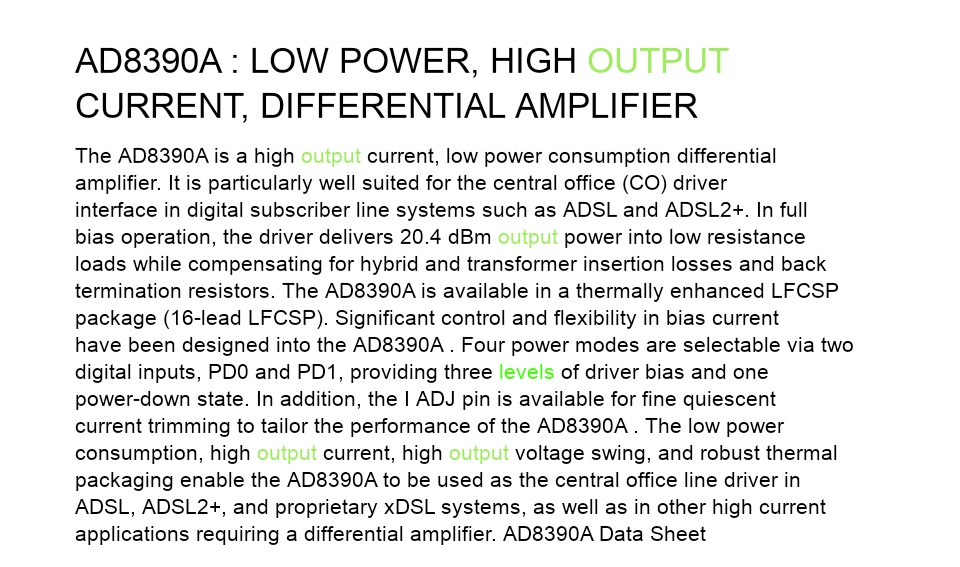 AD8390A : LOW POWER, HIGH OUTPUT
CURRENT, DIFFERENTIAL AMPLIFIER
The AD8390A is a high output current, low power consumption differential
amplifier. It is particularly well suited for the central office (CO) driver
interface in digital subscriber line systems such as ADSL and ADSL2+. In full
bias operation, the driver delivers 20.4 dBm output power into low resistance
loads while compensating for hybrid and transformer insertion losses and back
termination resistors. The AD8390A is available in a thermally enhanced LFCSP
package (16-lead LFCSP). Significant control and flexibility in bias current
have been designed into the AD8390A . Four power modes are selectable via two
digital inputs, PD0 and PD1, providing three levels of driver bias and one
power-down state. In addition, the I ADJ pin is available for fine quiescent
current trimming to tailor the performance of the AD8390A . The low power
consumption, high output current, high output voltage swing, and robust thermal
packaging enable the AD8390A to be used as the central office line driver in
ADSL, ADSL2+, and proprietary xDSL systems, as well as in other high current
applications requiring a differential amplifier. AD8390A Data Sheet